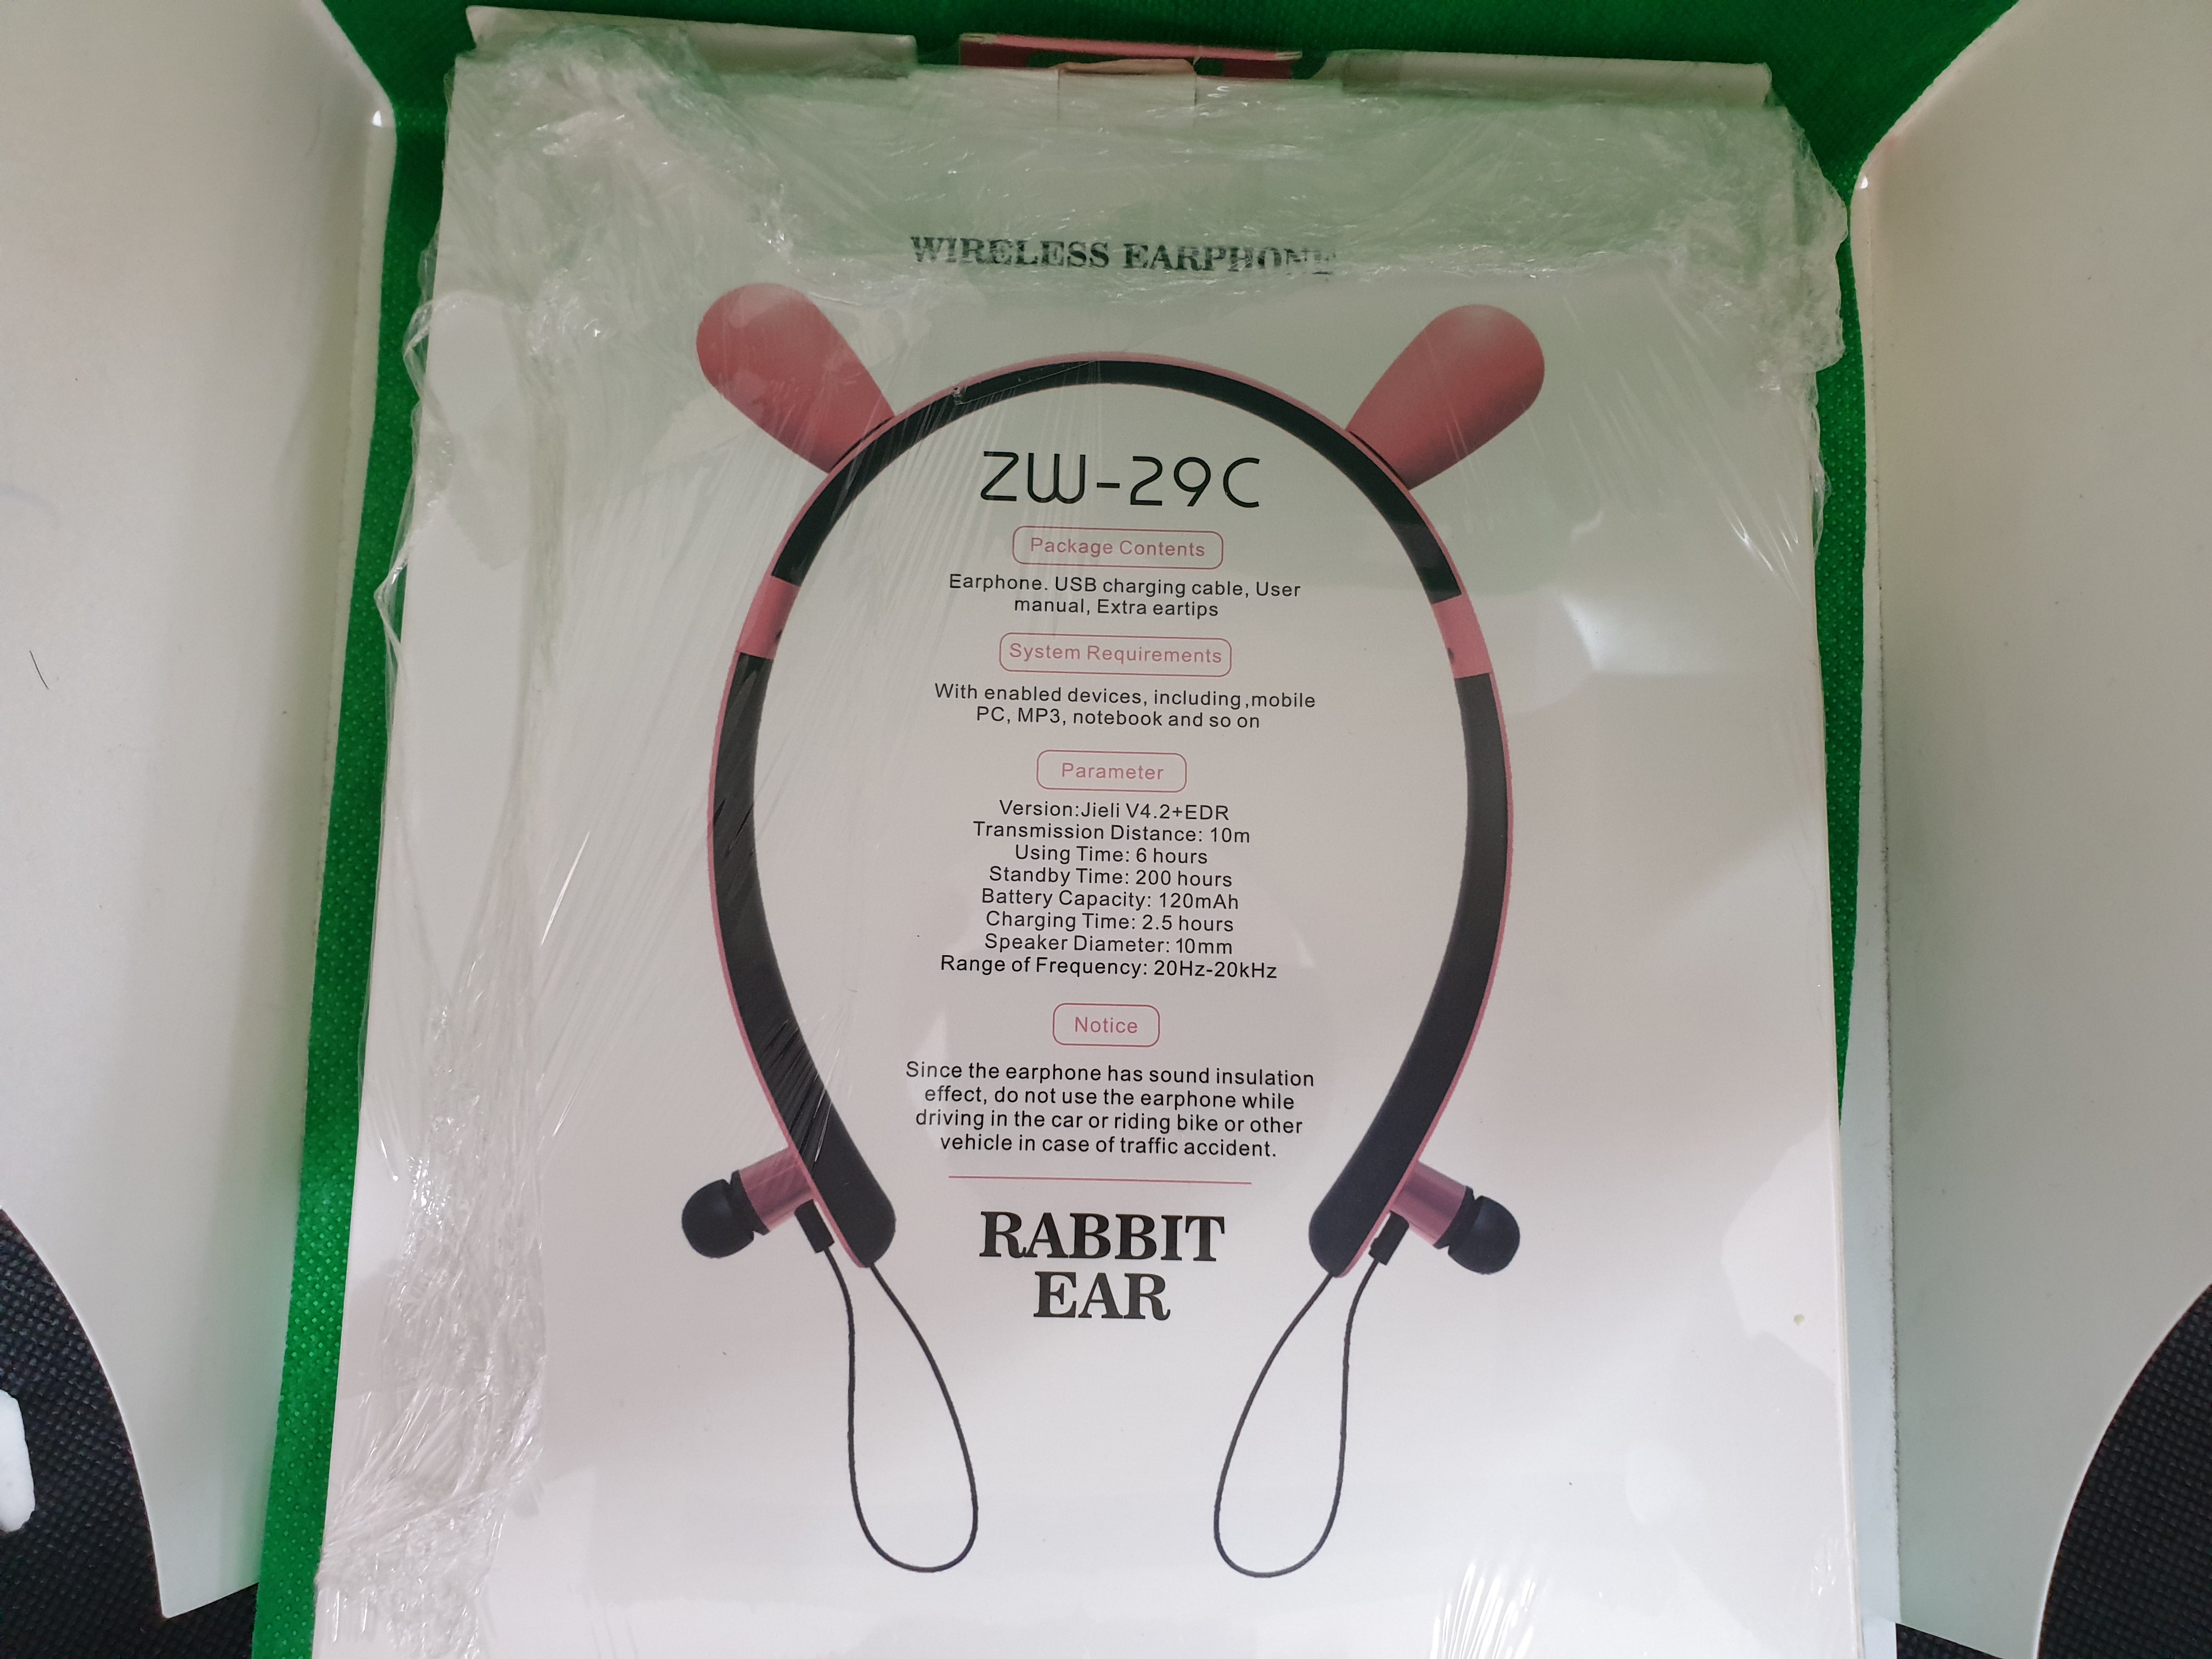 WIRELESS EARPHONE
ZW-29C
Package Contents
Earphone. USB charging cable, User
manual, Extra eartips
System Requirements
With enabled devices, including ,mobile
PC, MP3, notebook and so on
Parameter
Version:Jieli V4.2+EDR
Transmission Distance: 10m
Using Time: 6 hours
Standby Time: 200 hours
Battery Capacity: 120mAh
Charging Time: 2.5 hours
Speaker Diameter: 10mm
Range of Frequency: 20Hz-20kHz
Notice
Since the earphone has sound insulation
effect, do not use the earphone while
driving in the car or riding bike or other
vehicle in case of traffic accident.
RABBIT
EAR